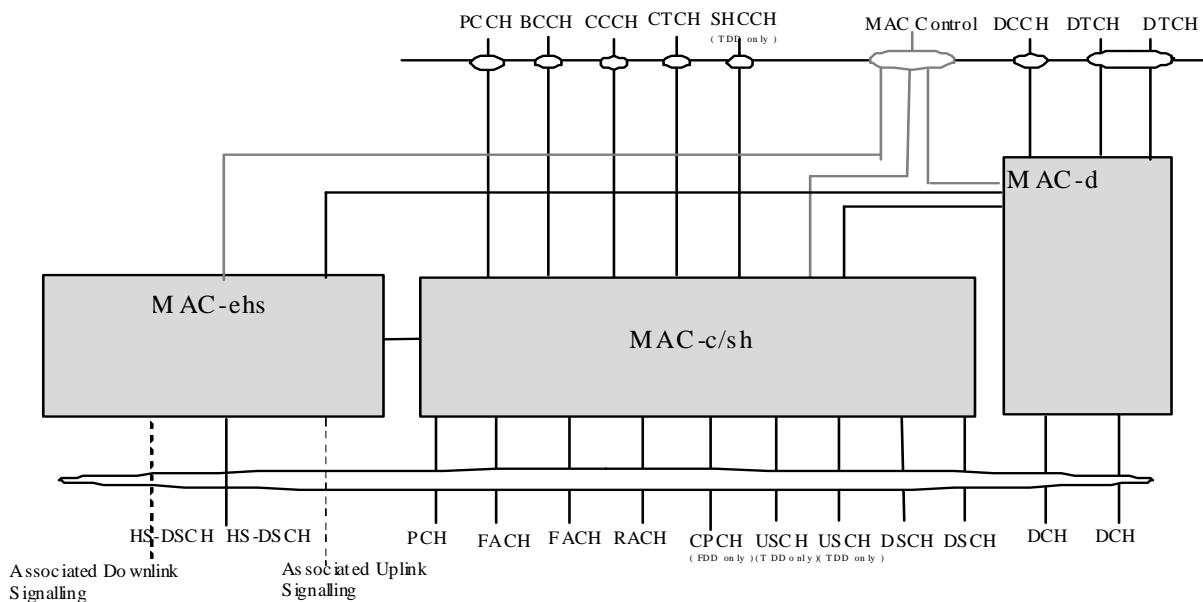 PCCH BCCH CCCH CTCH SHCCH MAC Control DCCH DTCH DTCH
( TDD only )
MAC-d
MAC-ehs
MAC-c/sh
HS-DSCH HS-DSCH PCH FACH FACH RACH CPCH USCH USCH DSCH DSCH DCH DCH
( FDD only ) ( TDD only ) ( TDD only )
Associated Downlink
Signalling
Associated Uplink
Signalling